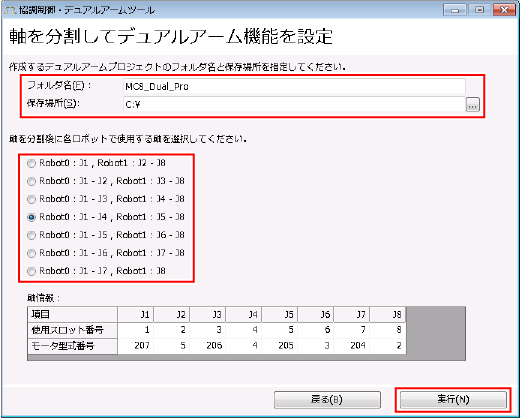 協調制御・デュアルアームツール
軸を分割してデュアルアーム機能を設定
作成するデュアルアームプロジェクトのフォルダ名と保存場所を指定してください.
フォルダ名(F) : MC8_Dual_Pro
保存場所(S): C:¥ ...
軸を分割後に各ロボットで使用する軸を選択してください.
Robot0 : J1 , Robot1 : J2 - J8
Robot0 : J1 - J2 , Robot1 : J3 - J8
Robot0 : J1 - J3 , Robot1 : J4 - J8
Robot0 : J1 - J4 , Robot1 : J5 - J8
Robot0 : J1 - J5 , Robot1 : J6 - J8
Robot0 : J1 - J6 , Robot1 : J7 - J8
Robot0 : J1 - J7 , Robot1 : J8
軸情報 :
項目 J1 J2 J3 J4 J5 J6 J7 J8
使用スロット番号 1 2 3 4 5 6 7 8
モータ型式番号 207 5 206 4 205 3 204 2
戻る(B) 実行(N)